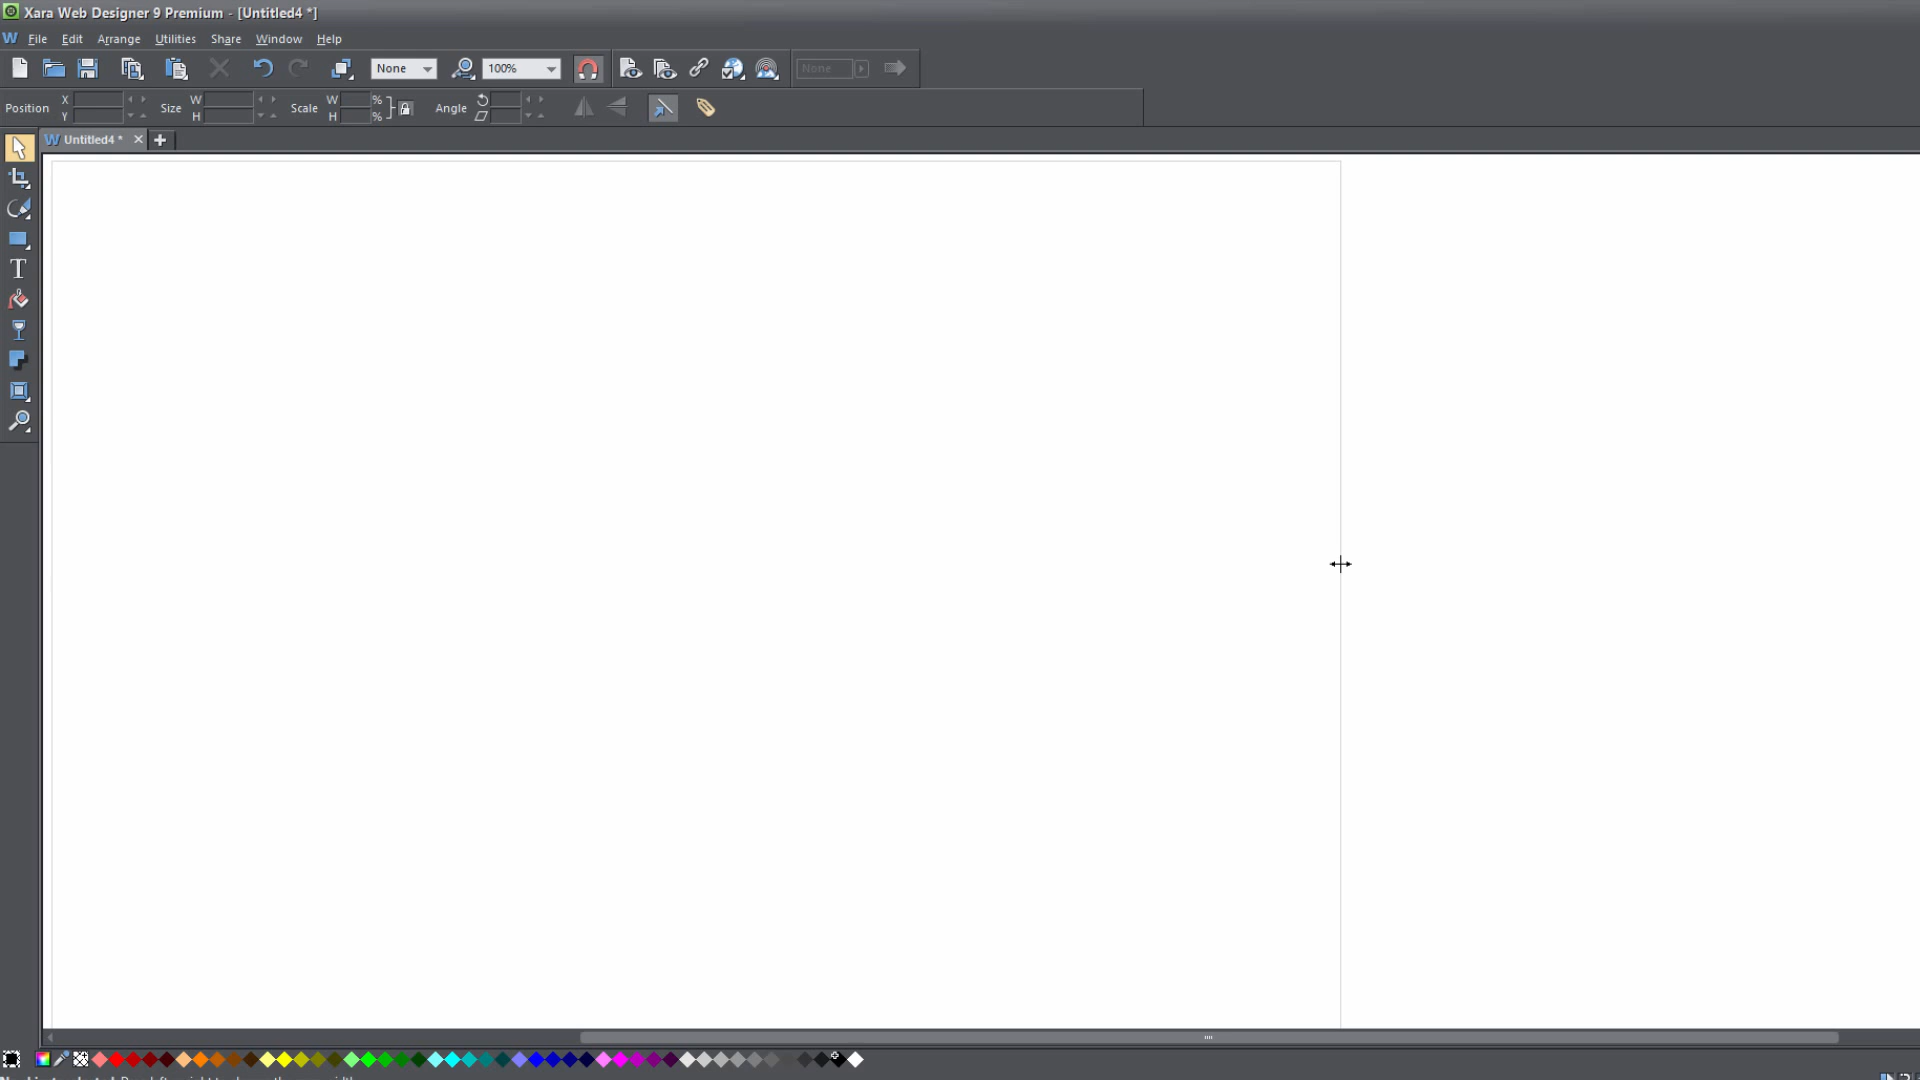 Xara Web Designer 9 Premium - [Untitled4 *]
File Edit Arrange Utilities Share Window Help
None 100% None
Position X Y Size W H Scale W H % % Angle
Untitled4 *
T